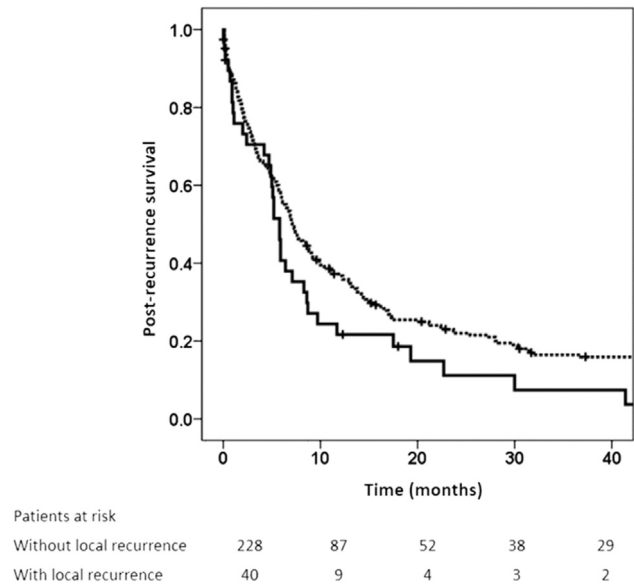 Post-recurrence survival
1.0
0.8
0.6
0.4
0.2
0.0
0 10 20 30 40
Time (months)
Patients at risk
Without local recurrence 228 87 52 38 29
With local recurrence 40 9 4 3 2